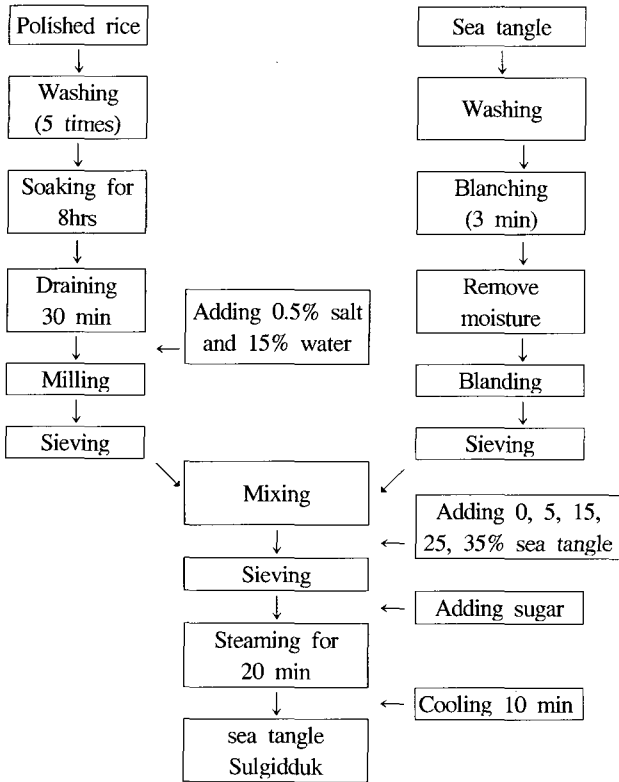 Polished rice
Washing
(5 times)
Soaking for
8hrs
Draining
30 min
Adding 0.5% salt
and 15% water
Milling
Sieving
Sea tangle
Washing
Blanching
(3 min)
Remove
moisture
Blanding
Sieving
Mixing
Adding 0, 5, 15,
25, 35% sea tangle
Sieving
Adding sugar
Steaming for
20 min
Cooling 10 min
sea tangle
Sulgidduk